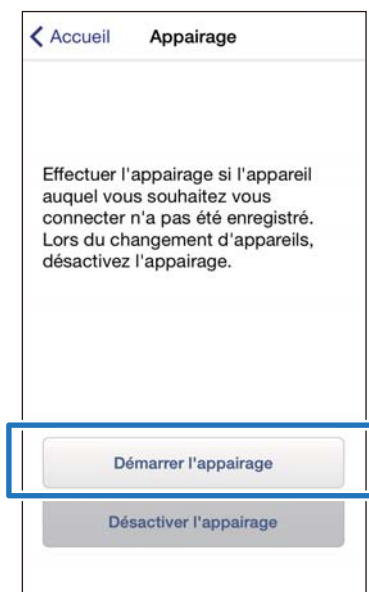 Accueil Appairage
Effectuer l'appairage si l'appareil
auquel vous souhaitez vous
connecter n'a pas été enregistré.
Lors du changement d'appareils,
désactivez l'appairage.
Démarrer l'appairage
Désactiver l'appairage